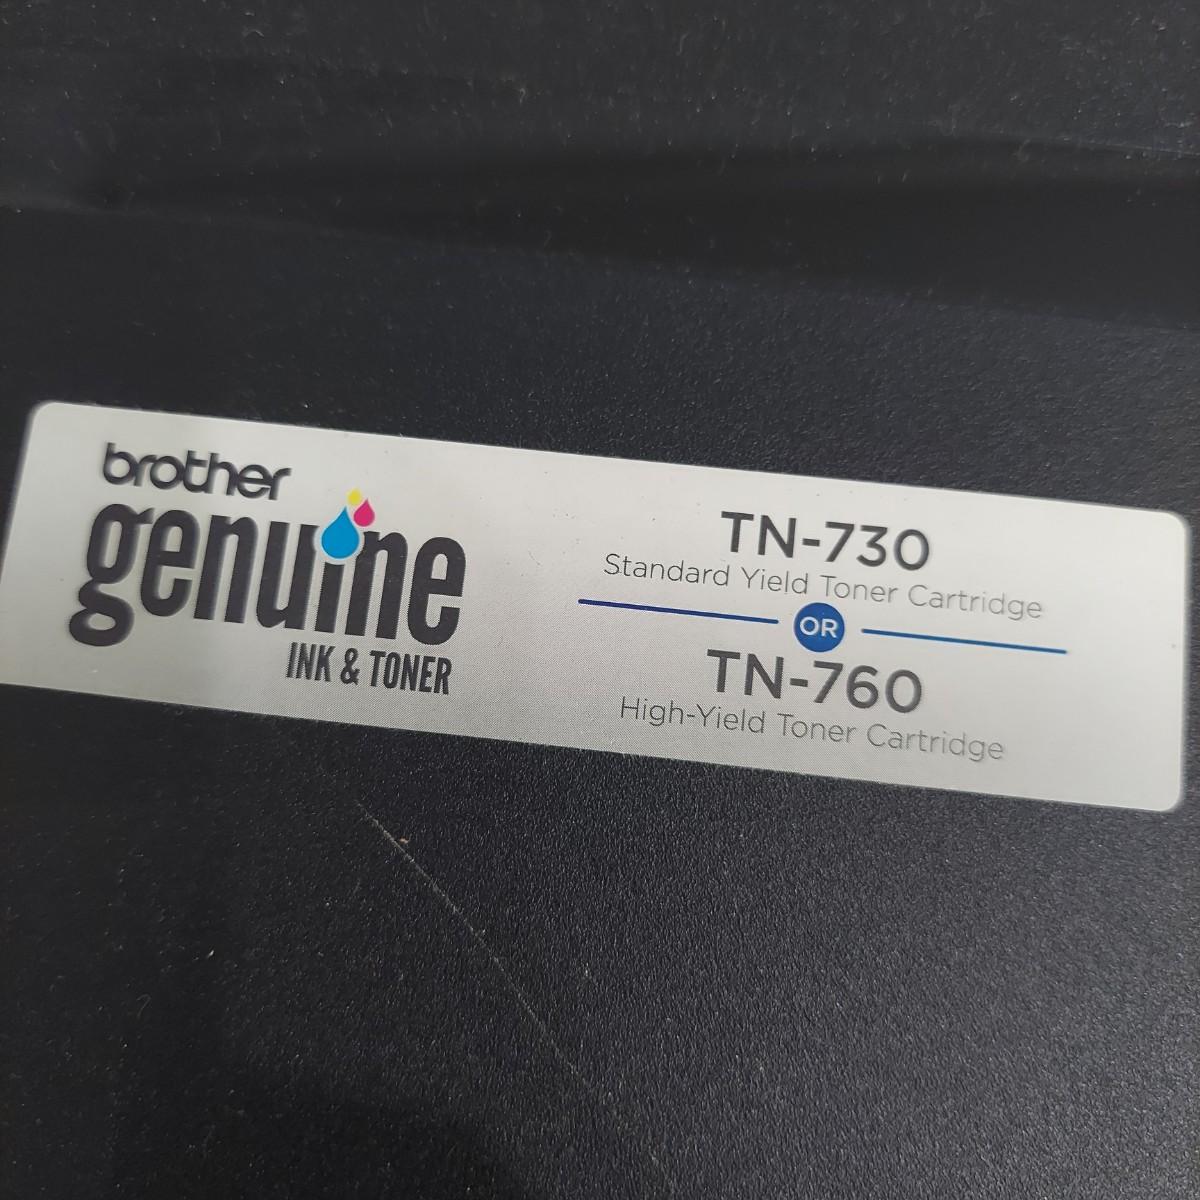 brother
genuine
INK & TONER
TN-730
Standard Yield Toner Cartridge
OR
TN-760
High-Yield Toner Cartridge